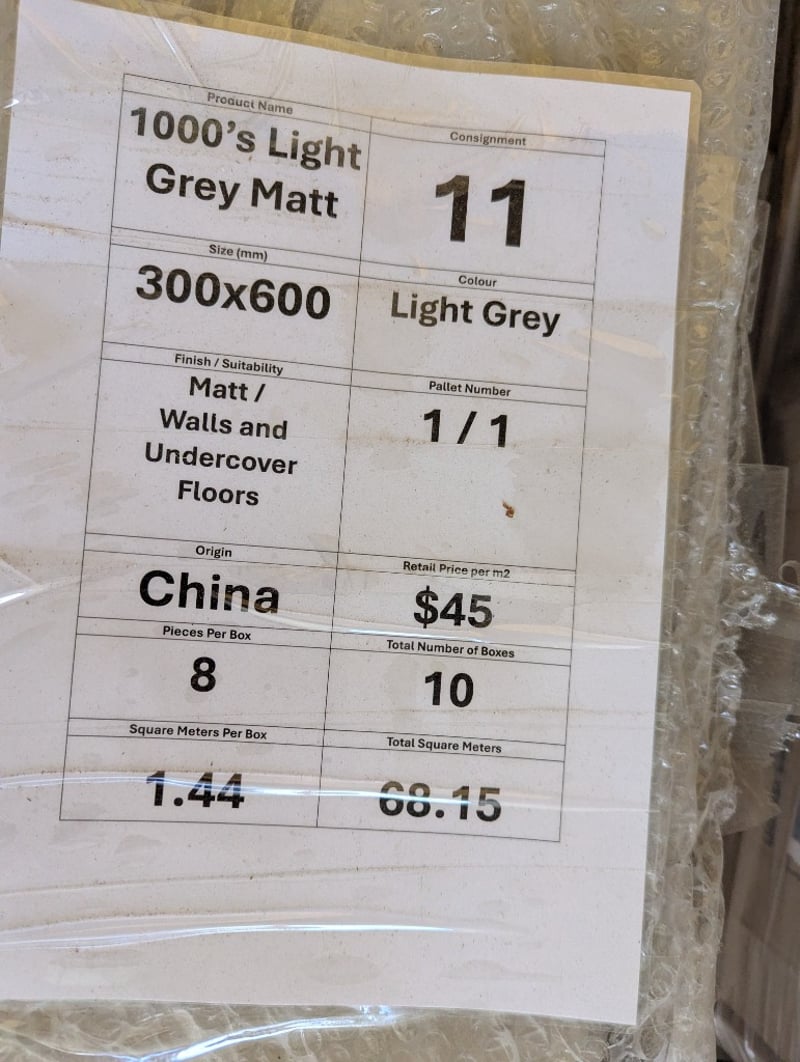 Product Name
1000's Light
Grey Matt
Consignment
11
Size (mm)
300x600
Colour
Light Grey
Finish / Suitability
Matt /
Walls and
Undercover
Floors
Pallet Number
1 / 1
Origin
China
Retail Price per m2
$45
Pieces Per Box
8
Total Number of Boxes
10
Square Meters Per Box
1.44
Total Square Meters
68.15